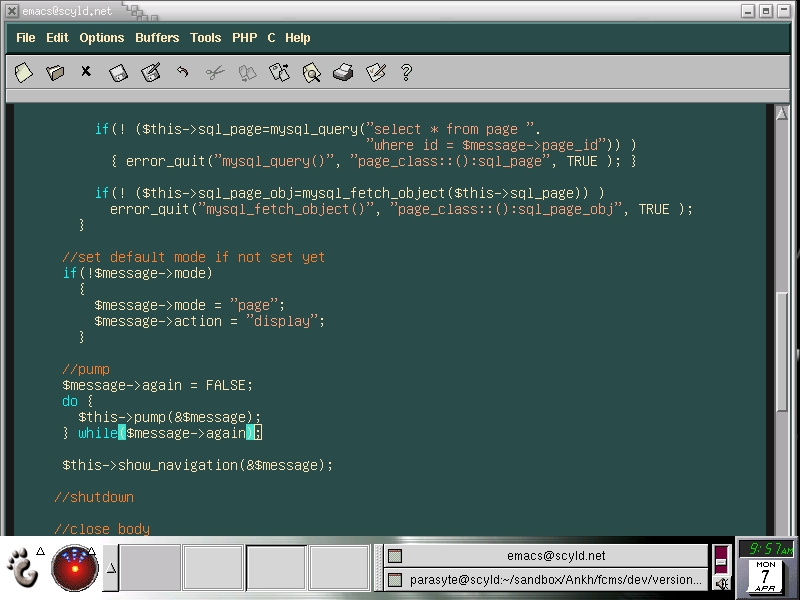 emacs@scyld.net
File Edit Options Buffers Tools PHP C Help
if(! ($this->sql_page=mysql_query("select * from page ".
"where id = $message->page_id")) )
{ error_quit("mysql_query()", "page_class::():sql_page", TRUE ); }
if(! ($this->sql_page_obj=mysql_fetch_object($this->sql_page)) )
error_quit("mysql_fetch_object()", "page_class::():sql_page_obj", TRUE );
}
//set default mode if not set yet
if(!$message->mode)
{
$message->mode = "page";
$message->action = "display";
}
//pump
$message->again = FALSE;
do {
$this->pump(&$message);
} while($message->again);
$this->show_navigation(&$message);
//shutdown
//close body
emacs@scyld.net
parasyte@scyld:~/sandbox/Ankh/fcms/dev/version...
9:57AM
MON
7
APR